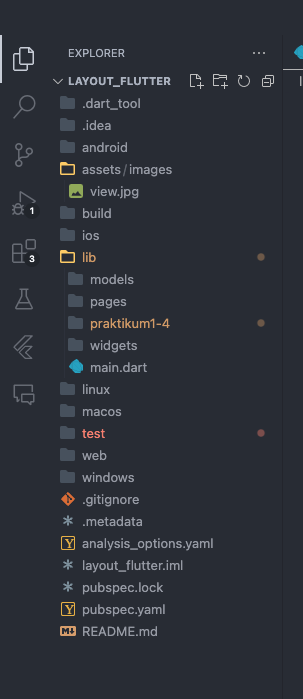 EXPLORER
LAYOUT_FLUTTER
.dart_tool
.idea
android
assets/images
view.jpg
build
ios
lib
models
pages
praktikum1-4
widgets
main.dart
linux
macos
test
web
windows
.gitignore
.metadata
analysis_options.yaml
layout_flutter.iml
pubspec.lock
pubspec.yaml
README.md
1
3